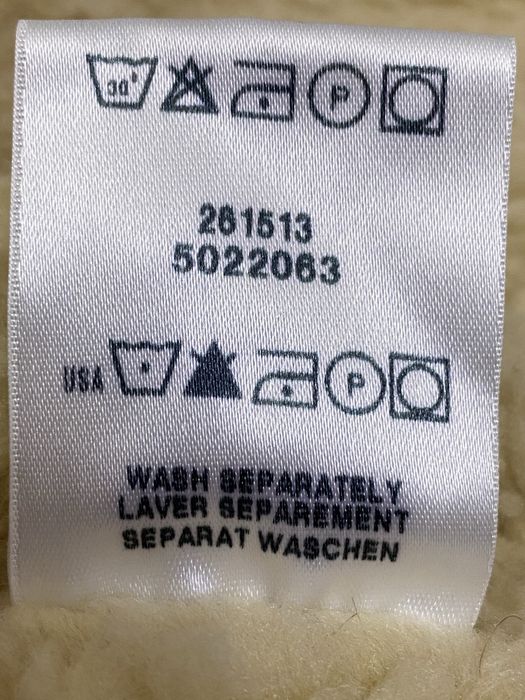 30° P
261513
5022063
USA P
WASH SEPARATELY
LAVER SEPAREMENT
SEPARAT WASCHEN